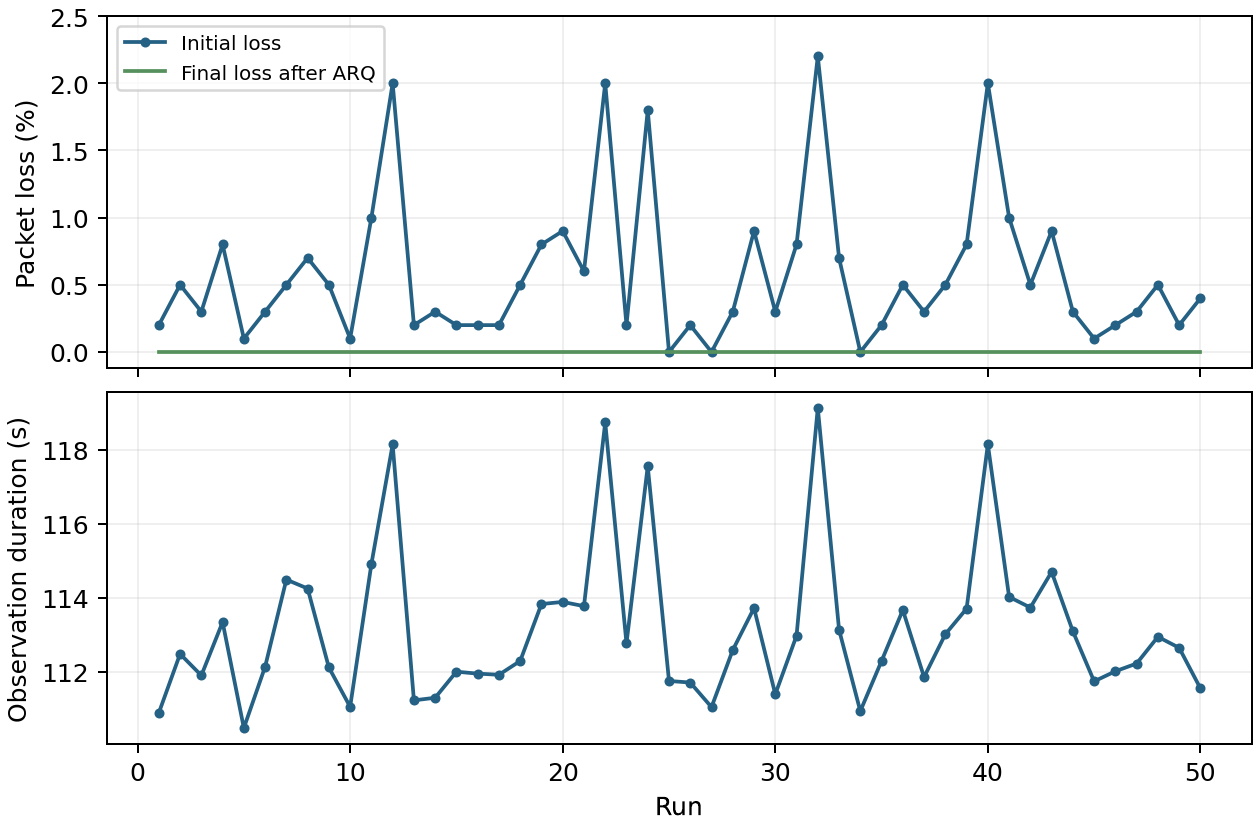 2.5
2.0
1.5
1.0
0.5
0.0
Packet loss (%)
Initial loss
Final loss after ARQ
118
116
114
112
Observation duration (s)
0 10 20 30 40 50
Run